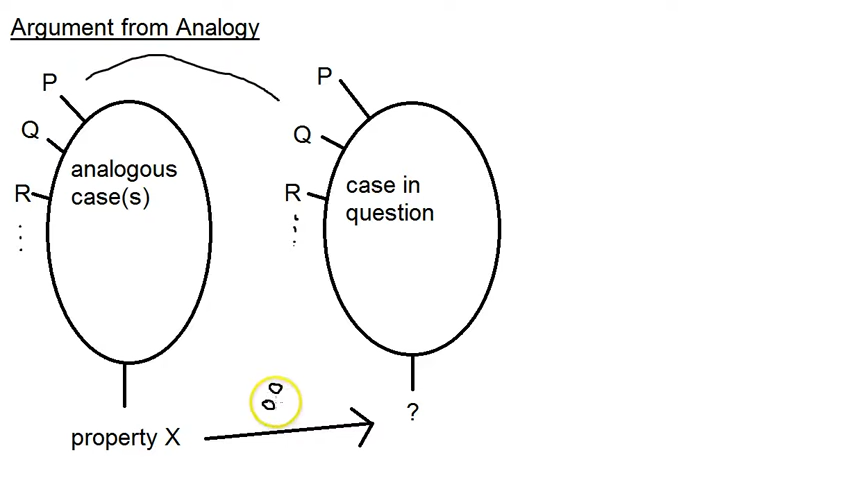 Argument from Analogy
P
Q
R
analogous
case(s)
P
Q
R
case in
question
property X
?